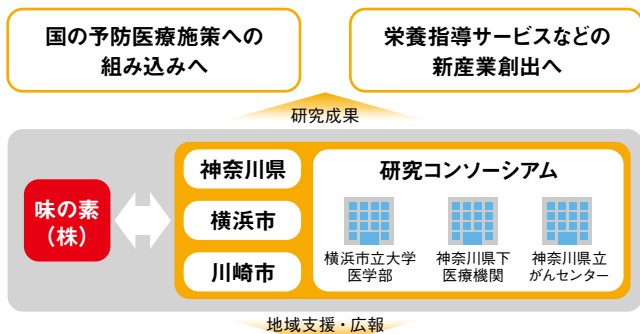 国の予防医療施策への
組み込みへ
栄養指導サービスなどの
新産業創出へ
研究成果
味の素
（株）
神奈川県
横浜市
川崎市
研究コンソーシアム
横浜市立大学
医学部
神奈川県下
医療機関
神奈川県立
がんセンター
地域支援・広報